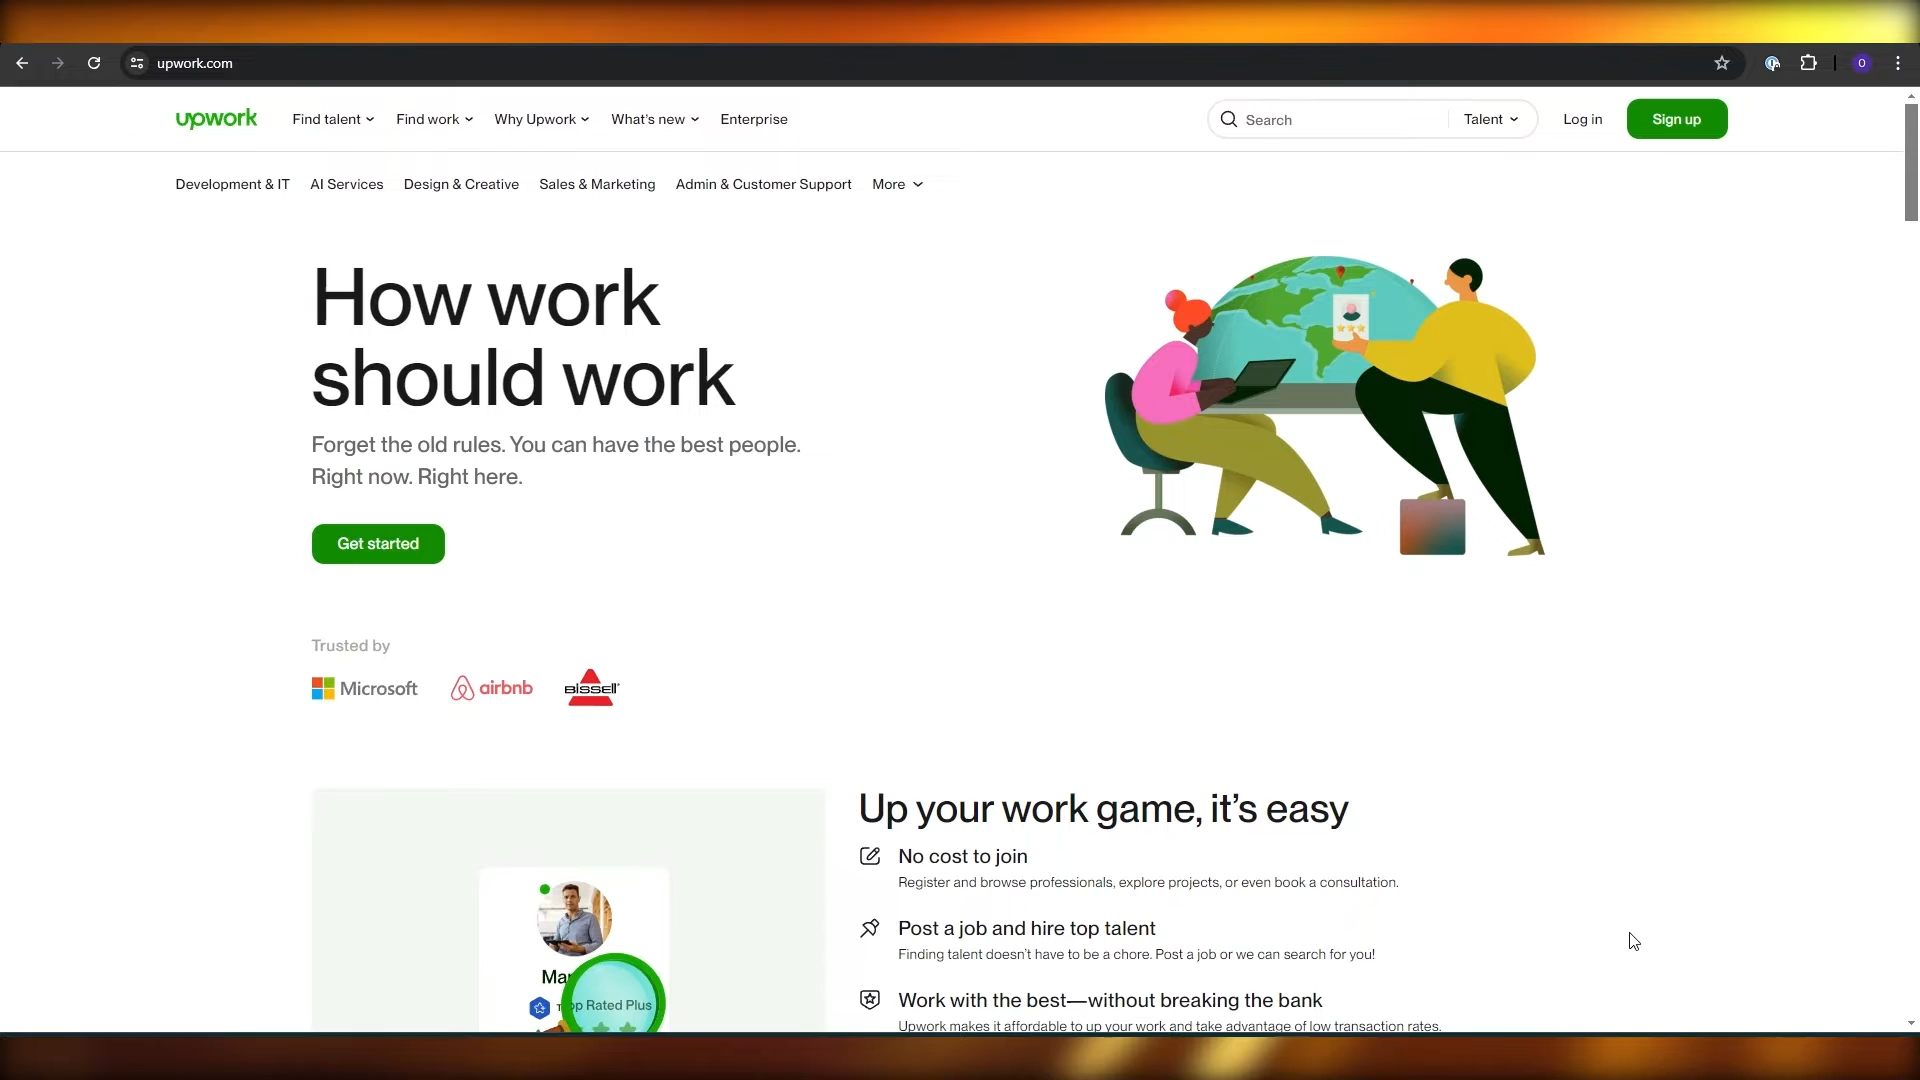 upwork.com
O
upwork
Find talent
Find work
Why Upwork
What's new
Enterprise
Search
Talent
Log in
Sign up
Development & IT
AI Services
Design & Creative
Sales & Marketing
Admin & Customer Support
More
How work
should work
Forget the old rules. You can have the best people.
Right now. Right here.
Get started
Trusted by
Microsoft
airbnb
BISSELL
Up your work game, it's easy
No cost to join
Register and browse professionals, explore projects, or even book a consultation.
Post a job and hire top talent
Finding talent doesn't have to be a chore. Post a job or we can search for you!
Work with the best—without breaking the bank
Upwork makes it affordable to up your work and take advantage of low transaction rates.
Rated Plus